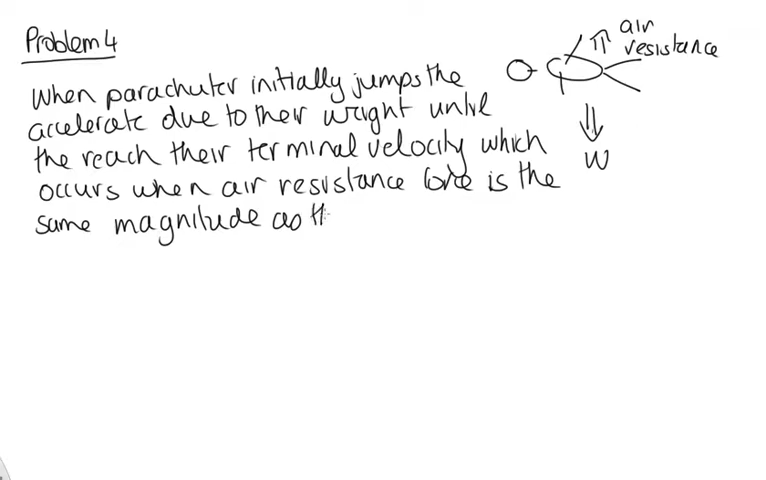 Problem 4
air
resistance
When parachuter initially jumps the
accelerate due to their weight until
the reach their terminal velocity which
occurs when air resistance force is the
same magnitude as th
W